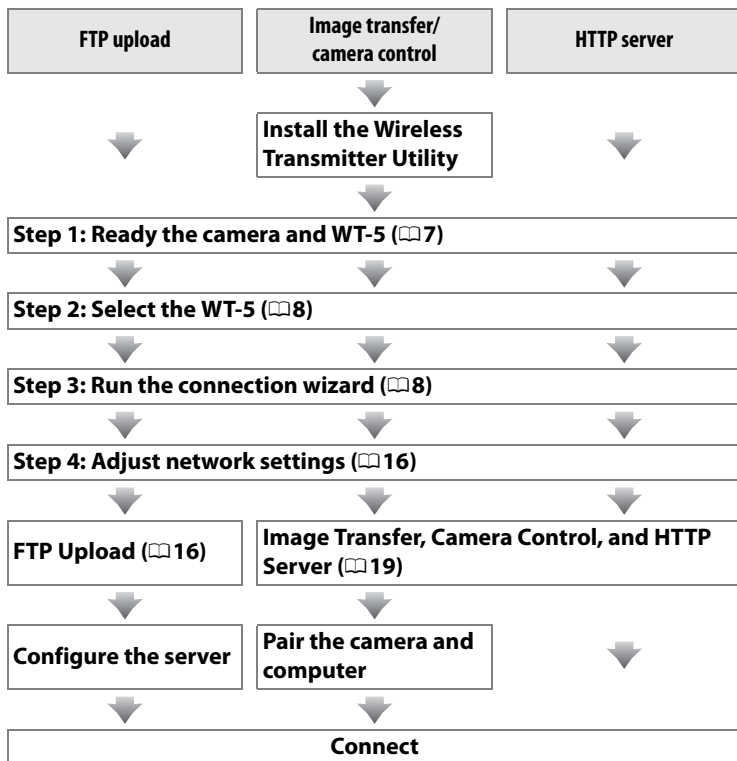 FTP upload
Image transfer/
camera control
HTTP server
Install the Wireless
Transmitter Utility
Step 1: Ready the camera and WT-5 (📖7)
Step 2: Select the WT-5 (📖8)
Step 3: Run the connection wizard (📖8)
Step 4: Adjust network settings (📖16)
FTP Upload (📖16)
Image Transfer, Camera Control, and HTTP
Server (📖19)
Configure the server
Pair the camera and
computer
Connect